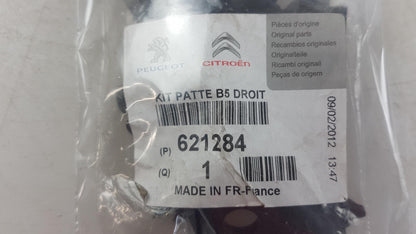 PEUGEOT
CITROËN
Pièces d'origine
Original parts
Recambios originales
Originalteile
Ricambi originali
Peças de origem
KIT PATTE B5 DROIT
(P) 621284
(Q) 1
MADE IN FR-France
09/02/2012 13:47